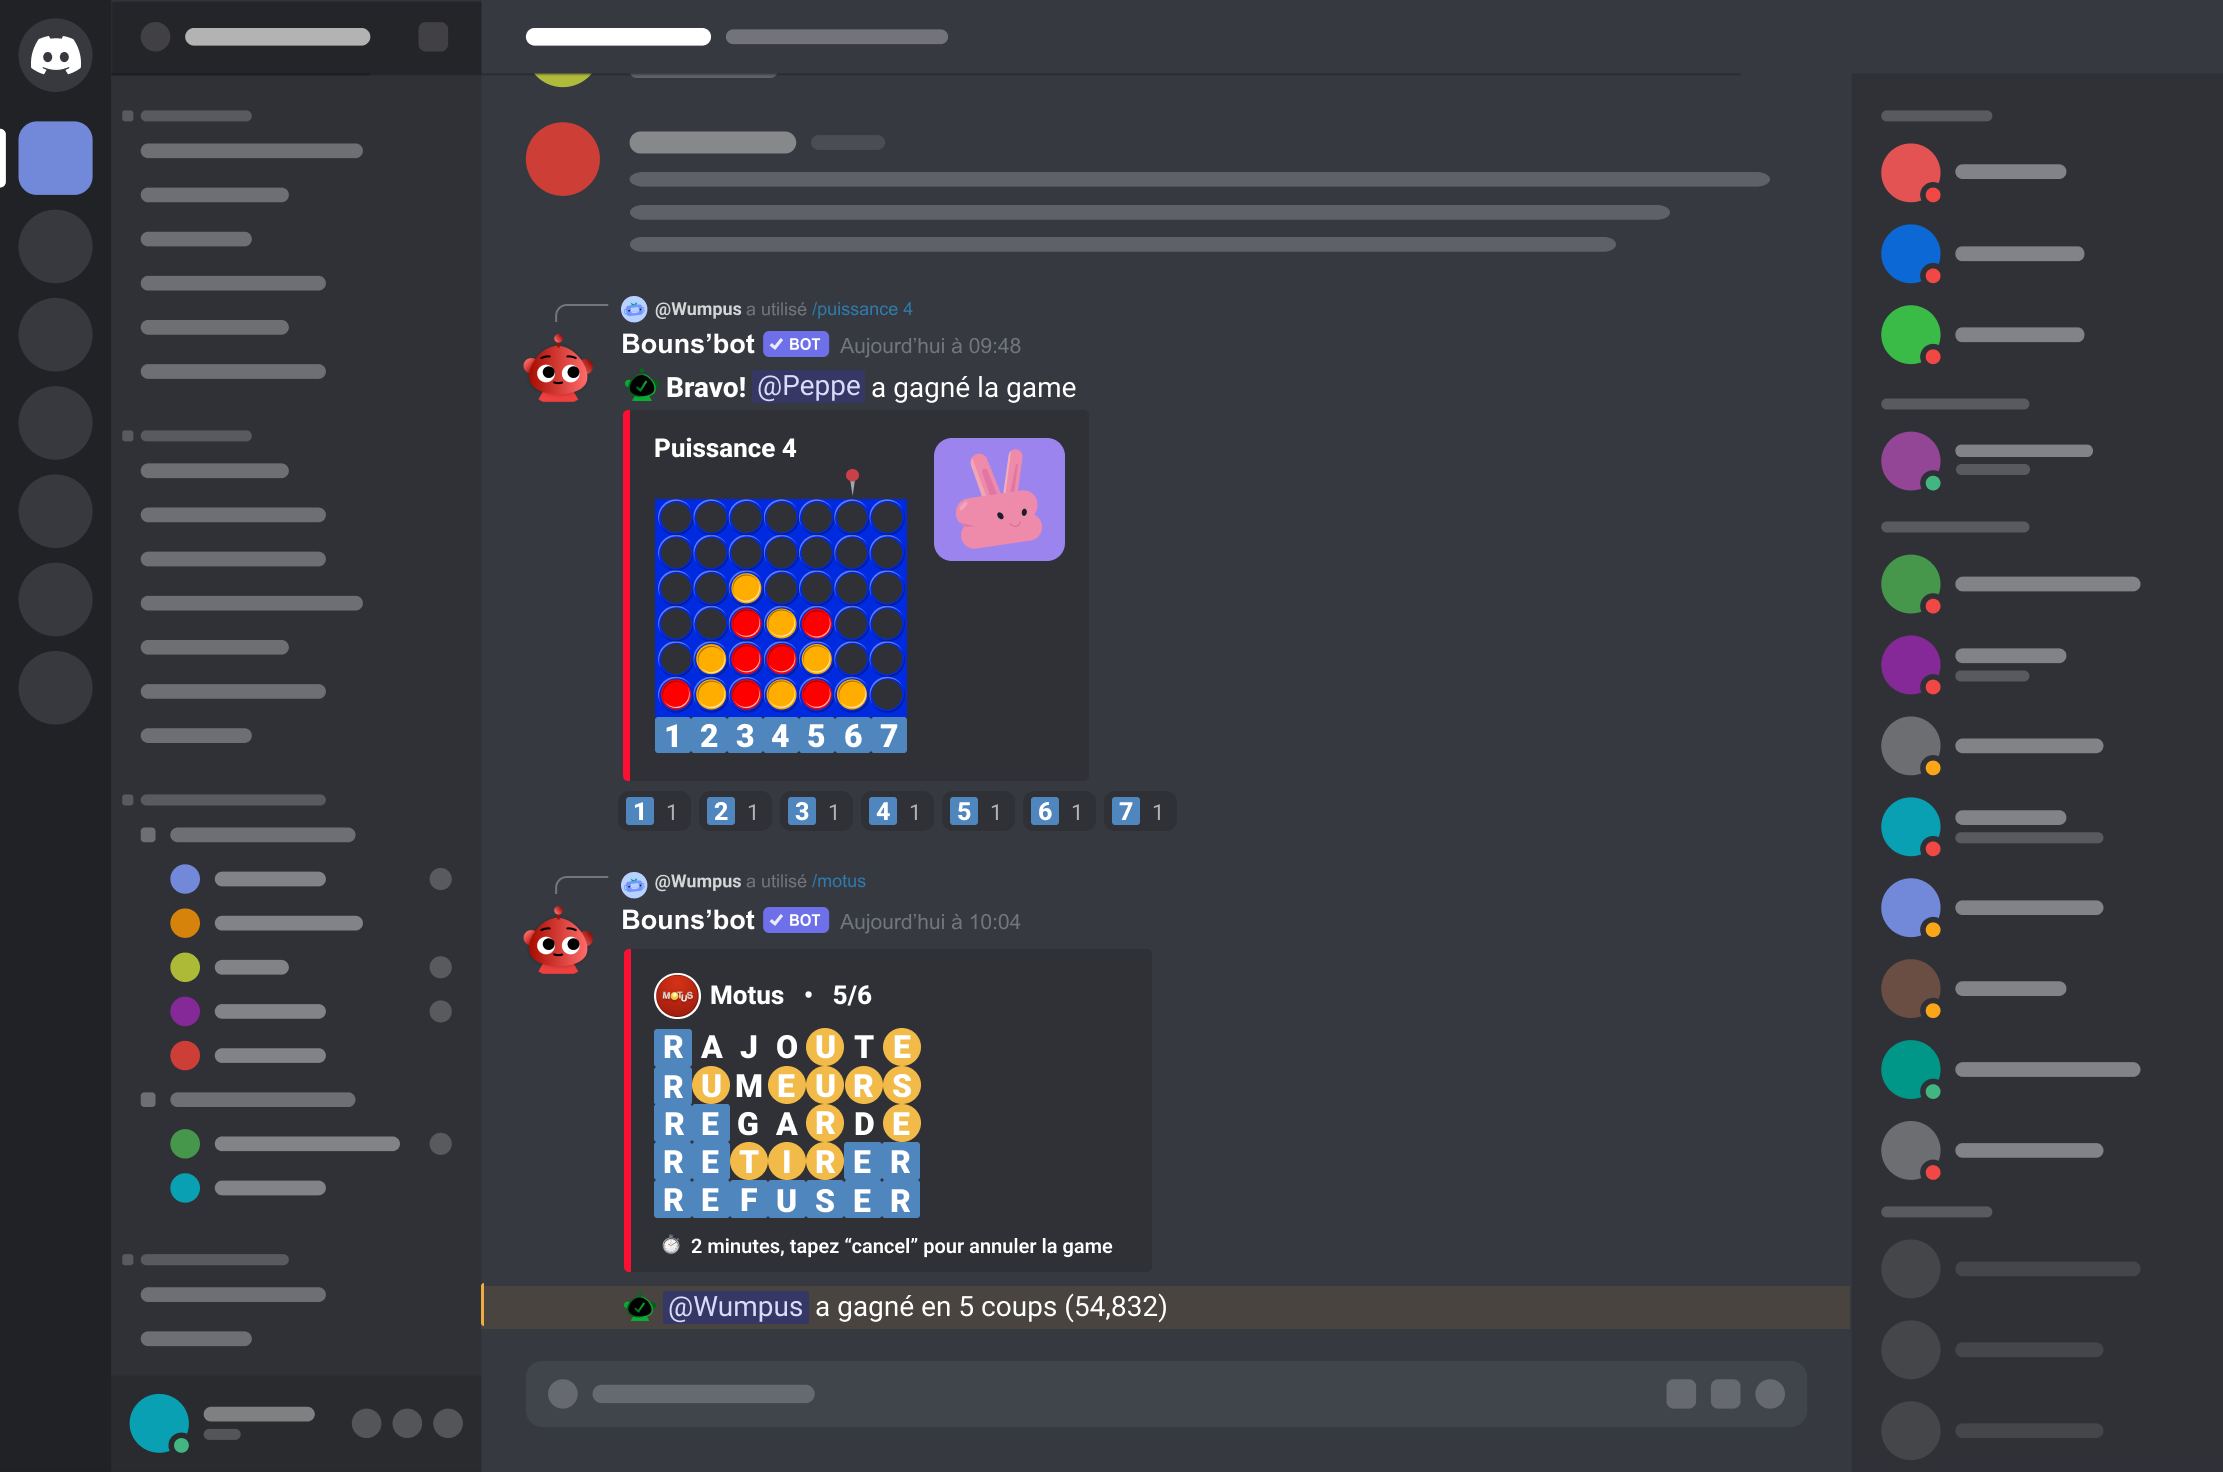 @Wumpus a utilisé /puissance 4
Bouns’bot BOT Aujourd’hui à 09:48
Bravo! @Peppe a gagné la game
Puissance 4
1 2 3 4 5 6 7
1 1 2 1 3 1 4 1 5 1 6 1 7 1
@Wumpus a utilisé /motus
Bouns’bot BOT Aujourd’hui à 10:04
MOTUS Motus • 5/6
R A J O U T E
R U M E U R S
R E G A R D E
R E T I R E R
R E F U S E R
2 minutes, tapez “cancel” pour annuler la game
@Wumpus a gagné en 5 coups (54,832)